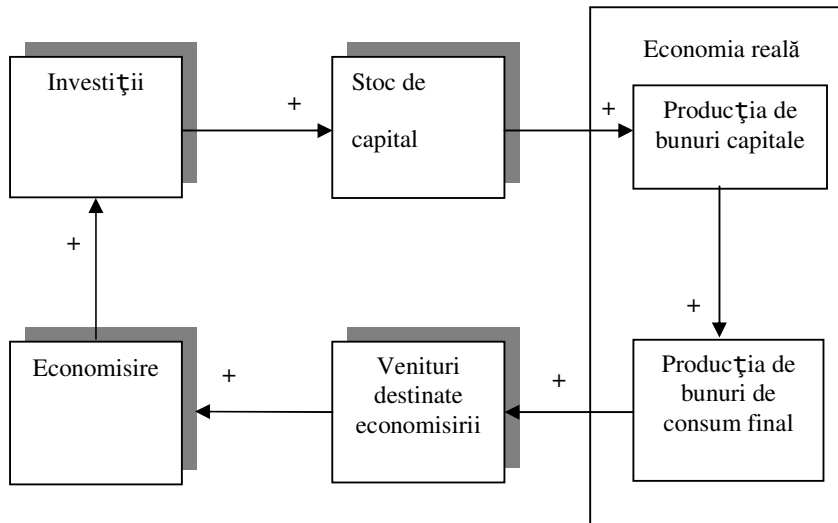 Investiţii
+
Stoc de
capital
+
Economia reală
Producţia de
bunuri capitale
+
+
Economisire
+
Venituri
destinate
economisirii
+
Producţia de
bunuri de
consum final